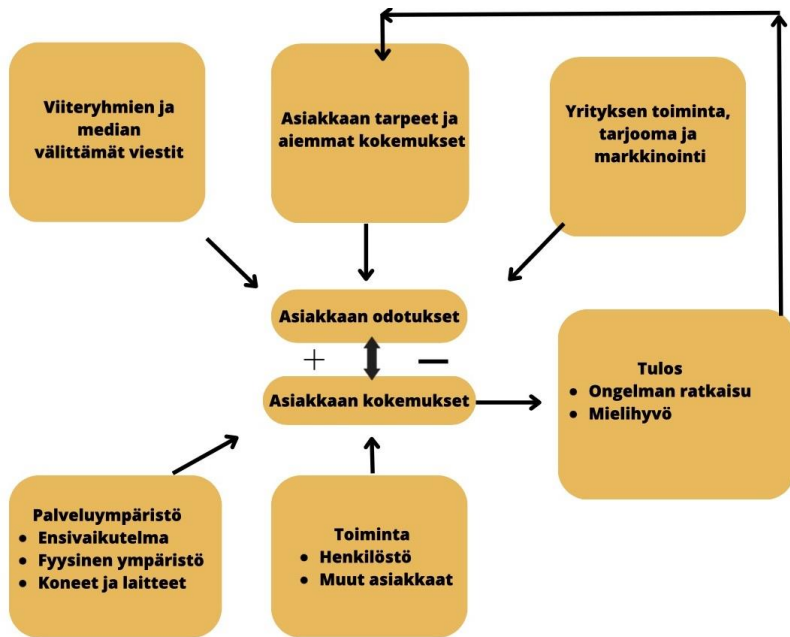 Viiteryhmien ja
median
välittämät viestit
Asiakkaan tarpeet ja
aiemmat kokemukset
Yrityksen toiminta,
tarjooma ja
markkinointi
Asiakkaan odotukset
+ −
Asiakkaan kokemukset
Tulos
• Ongelman ratkaisu
• Mielihyvö
Palveluympäristö
• Ensivaikutelma
• Fyysinen ympäristö
• Koneet ja laitteet
Toiminta
• Henkilöstö
• Muut asiakkaat